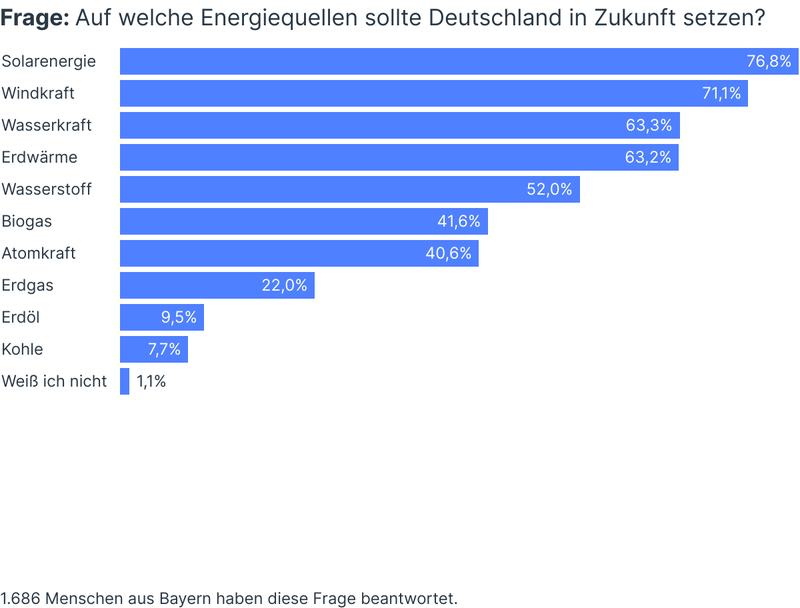 Frage: Auf welche Energiequellen sollte Deutschland in Zukunft setzen?
Solarenergie 76,8%
Windkraft 71,1%
Wasserkraft 63,3%
Erdwärme 63,2%
Wasserstoff 52,0%
Biogas 41,6%
Atomkraft 40,6%
Erdgas 22,0%
Erdöl 9,5%
Kohle 7,7%
Weiß ich nicht 1,1%
1.686 Menschen aus Bayern haben diese Frage beantwortet.